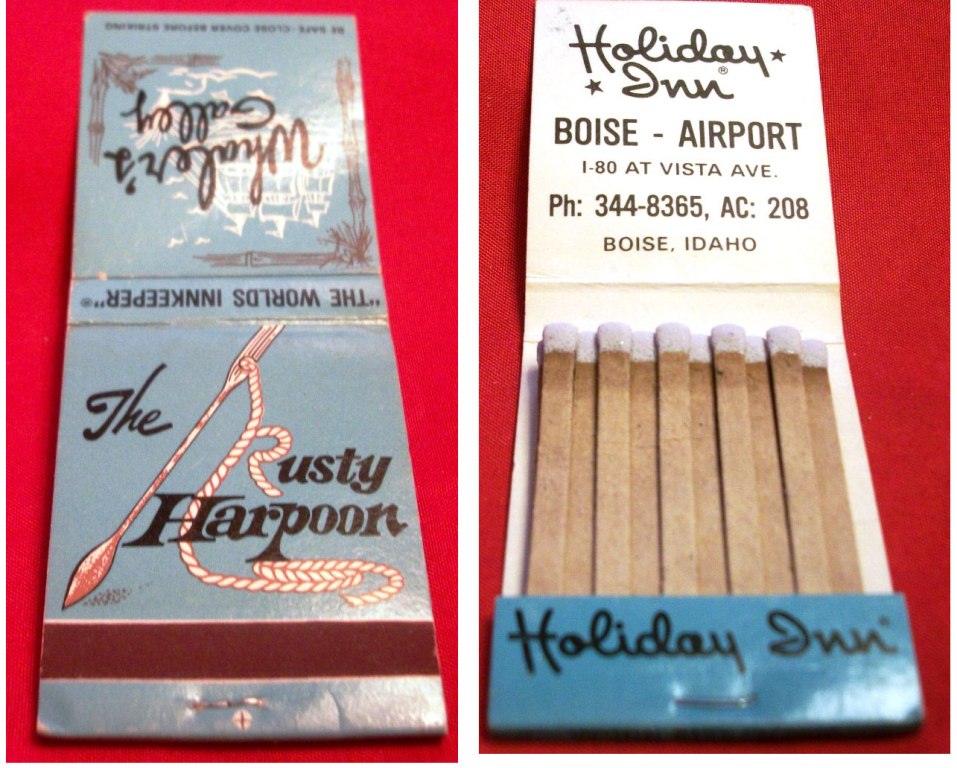 BE SAFE-CLOSE COVER BEFORE STRIKING
Whaler's
Galley
"THE WORLDS INNKEEPER"®
The
Rusty
Harpoon
Holiday
Inn®
BOISE - AIRPORT
I-80 AT VISTA AVE.
Ph: 344-8365, AC: 208
BOISE, IDAHO
Holiday Inn®